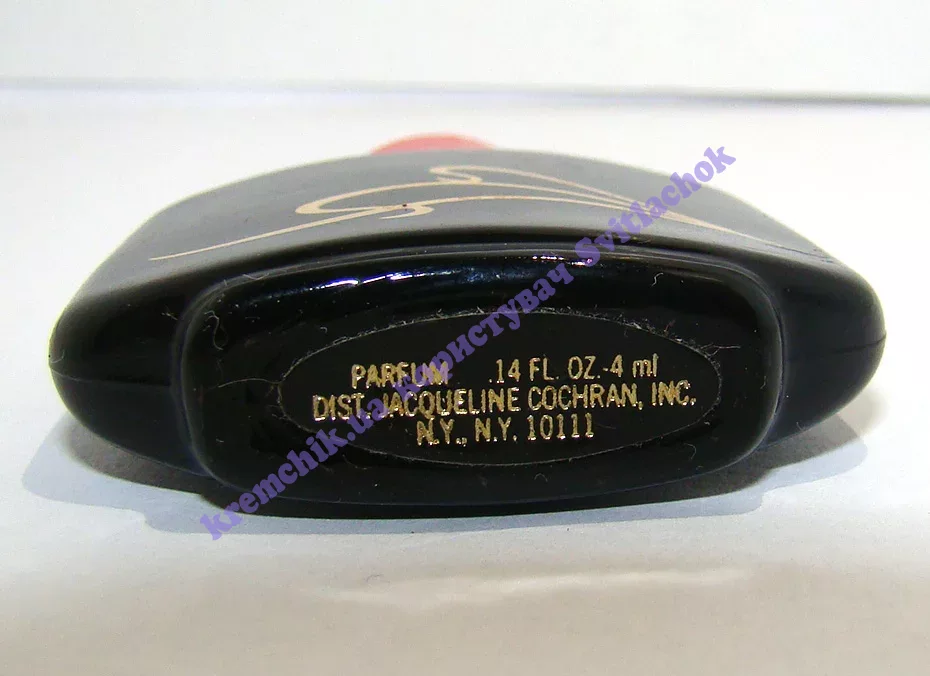 PARFUM .14 FL. OZ.-4 ml
DIST. JACQUELINE COCHRAN, INC.
N.Y., N.Y. 10111
kremchik.ua.користувач Svitlachok